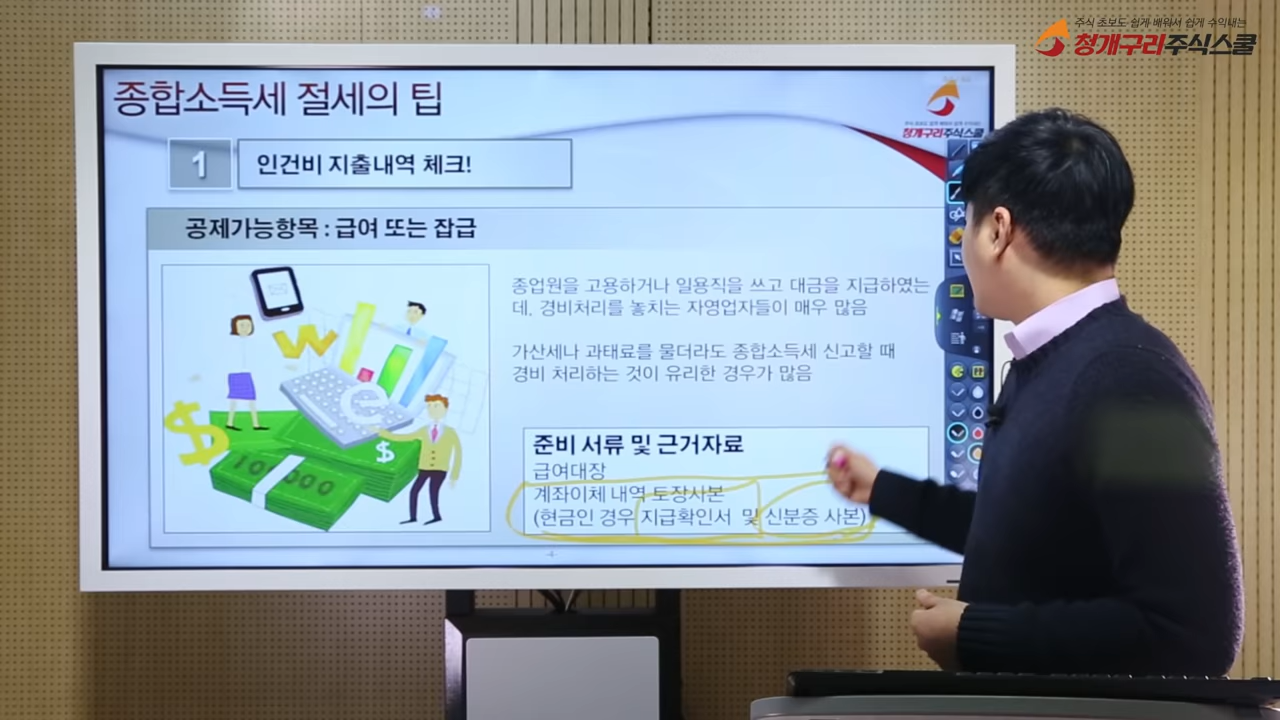 주식 초보도 쉽게 배워서 쉽게 수익내는
청개구리주식스쿨
종합소득세 절세의 팁
청개구리주식스쿨
1
인건비 지출내역 체크!
공제가능항목 : 급여 또는 잡급
종업원을 고용하거나 일용직을 쓰고 대금을 지급하였는
데, 경비처리를 놓치는 자영업자들이 매우 많음
가산세나 과태료를 물더라도 종합소득세 신고할 때
경비 처리하는 것이 유리한 경우가 많음
W
e
$
$
준비 서류 및 근거자료
급여대장
계좌이체 내역 토장사본
(현금인 경우 지급확인서 및 신분증 사본)